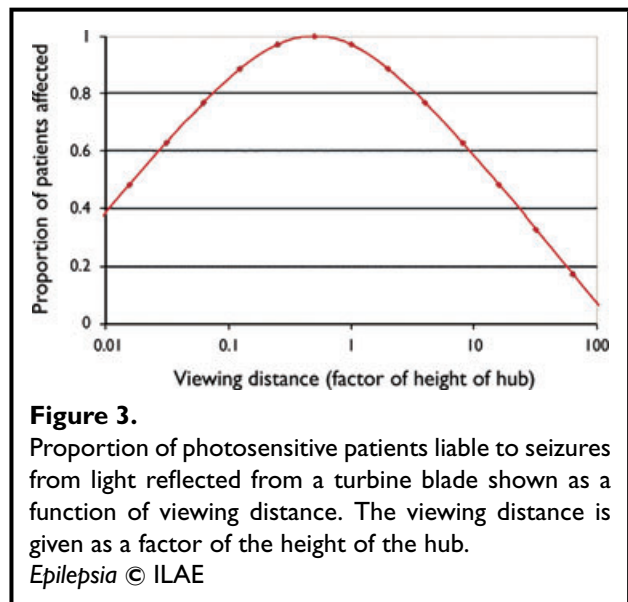 1
0.8
0.6
0.4
0.2
0
Proportion of patients affected
0.01 0.1 1 10 100
Viewing distance (factor of height of hub)
Figure 3.
Proportion of photosensitive patients liable to seizures
from light reflected from a turbine blade shown as a
function of viewing distance. The viewing distance is
given as a factor of the height of the hub.
Epilepsia © ILAE